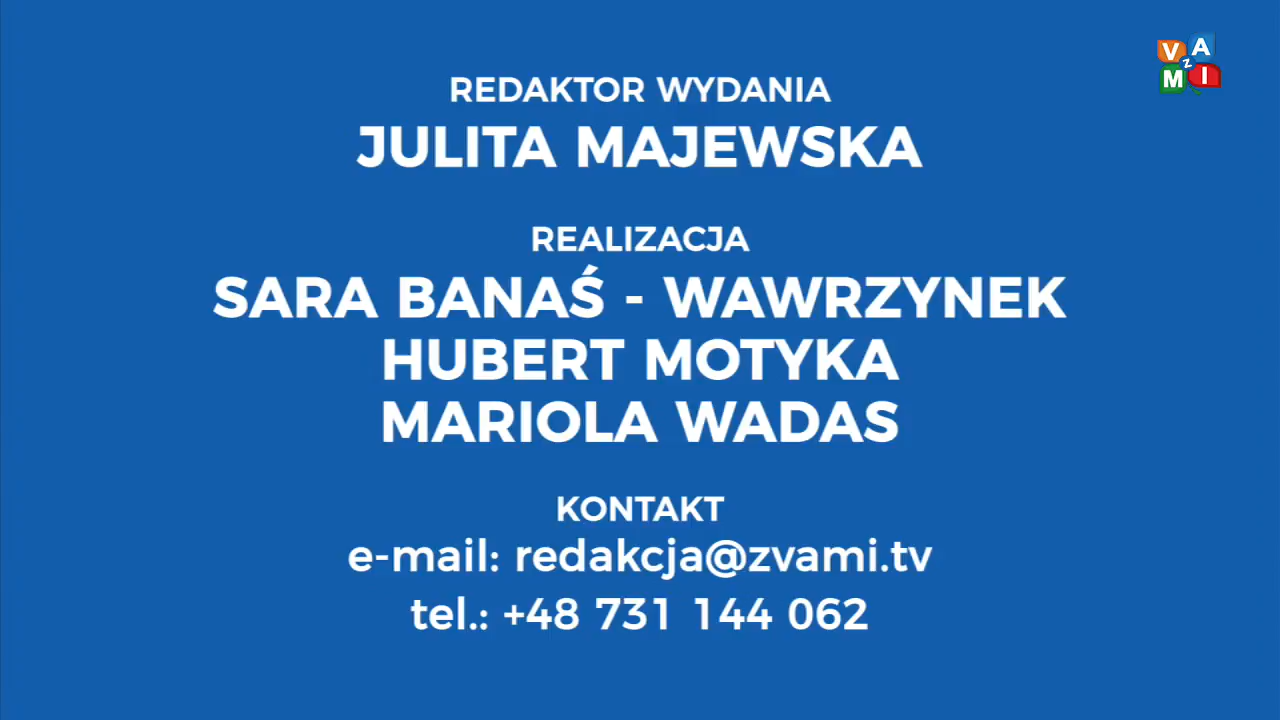 REDAKTOR WYDANIA
JULITA MAJEWSKA
REALIZACJA
SARA BANAŚ - WAWRZYNEK
HUBERT MOTYKA
MARIOLA WADAS
KONTAKT
e-mail: redakcja@zvami.tv
tel.: +48 731 144 062
Z VAMI